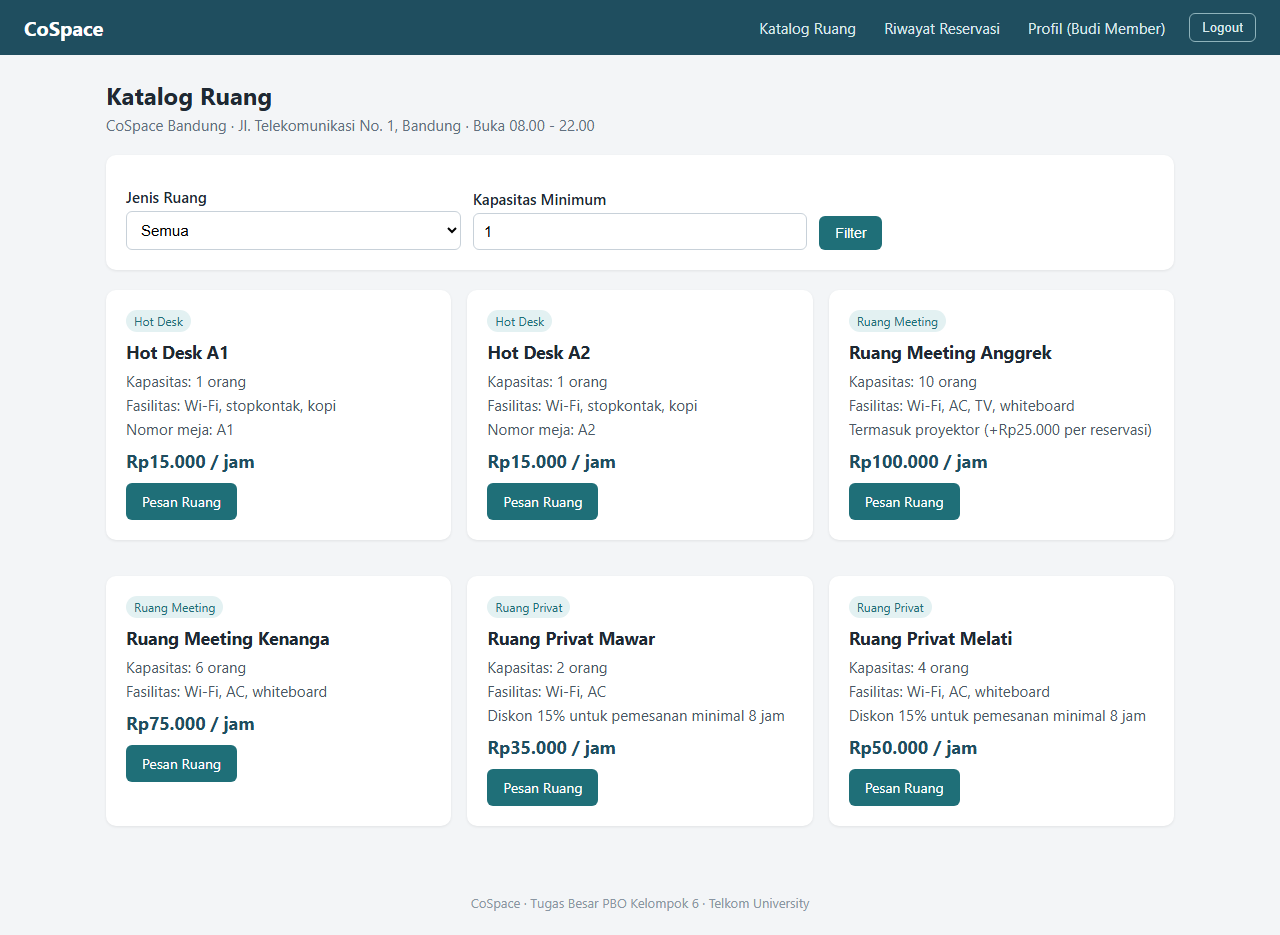 CoSpace
Katalog Ruang
Riwayat Reservasi
Profil (Budi Member)
Logout
Katalog Ruang
CoSpace Bandung · Jl. Telekomunikasi No. 1, Bandung · Buka 08.00 - 22.00
Jenis Ruang
Semua
Kapasitas Minimum
1
Filter
Hot Desk
Hot Desk A1
Kapasitas: 1 orang
Fasilitas: Wi-Fi, stopkontak, kopi
Nomor meja: A1
Rp15.000 / jam
Pesan Ruang
Hot Desk
Hot Desk A2
Kapasitas: 1 orang
Fasilitas: Wi-Fi, stopkontak, kopi
Nomor meja: A2
Rp15.000 / jam
Pesan Ruang
Ruang Meeting
Ruang Meeting Anggrek
Kapasitas: 10 orang
Fasilitas: Wi-Fi, AC, TV, whiteboard
Termasuk proyektor (+Rp25.000 per reservasi)
Rp100.000 / jam
Pesan Ruang
Ruang Meeting
Ruang Meeting Kenanga
Kapasitas: 6 orang
Fasilitas: Wi-Fi, AC, whiteboard
Rp75.000 / jam
Pesan Ruang
Ruang Privat
Ruang Privat Mawar
Kapasitas: 2 orang
Fasilitas: Wi-Fi, AC
Diskon 15% untuk pemesanan minimal 8 jam
Rp35.000 / jam
Pesan Ruang
Ruang Privat
Ruang Privat Melati
Kapasitas: 4 orang
Fasilitas: Wi-Fi, AC, whiteboard
Diskon 15% untuk pemesanan minimal 8 jam
Rp50.000 / jam
Pesan Ruang
CoSpace · Tugas Besar PBO Kelompok 6 · Telkom University